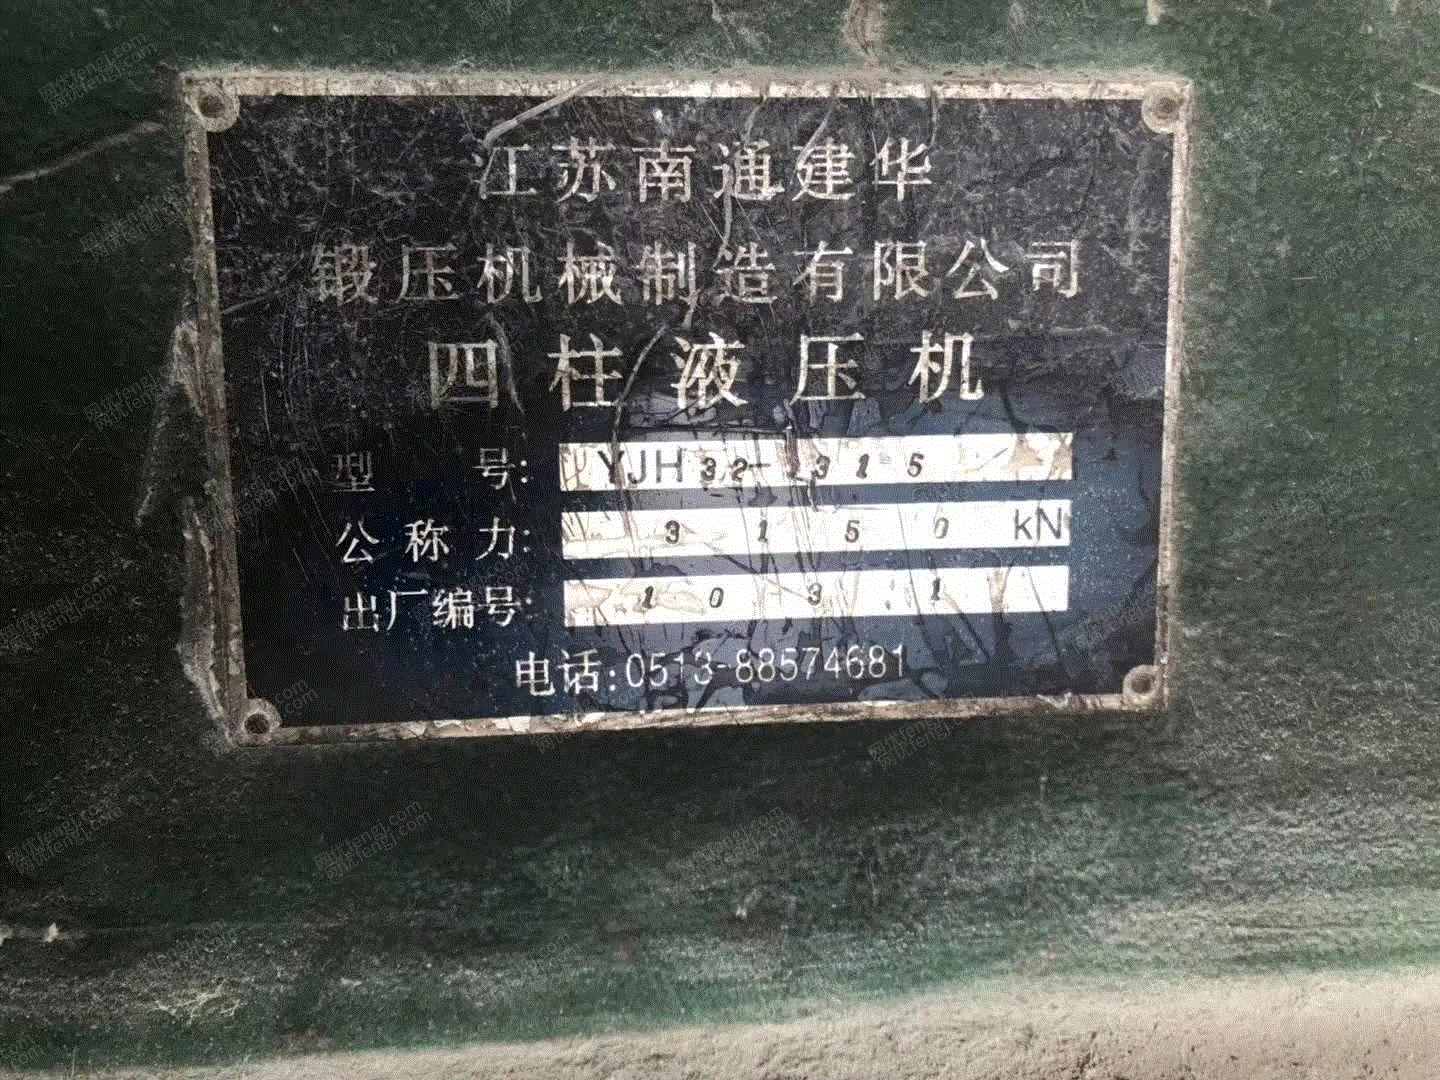 江苏南通建华
锻压机械制造有限公司
四柱液压机
型 号: YJH32-315
公称力: 3150 kN
出厂编号: 1031
电话:0513-88574681